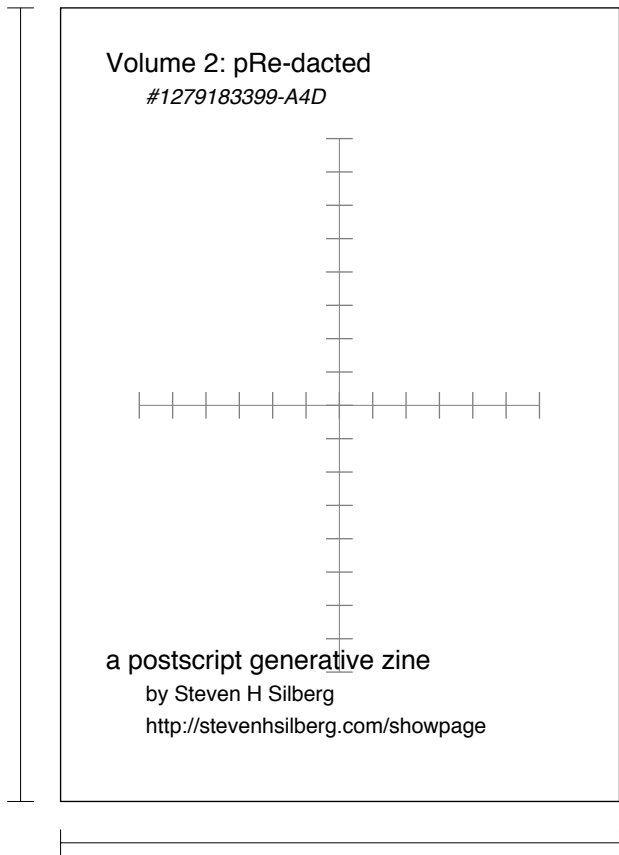 Volume 2: pRe-dacted
#1279183399-A4D
a postscript generative zine
by Steven H Silberg
http://stevenhsilberg.com/showpage